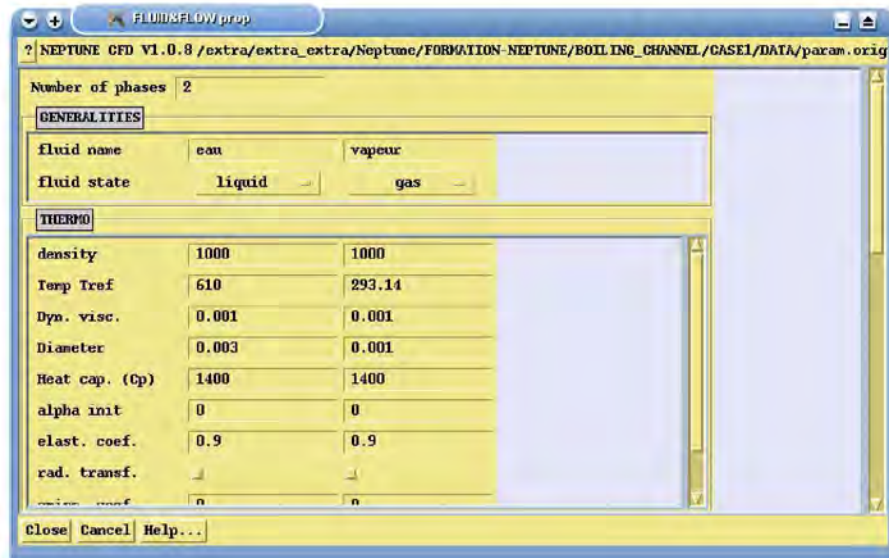 FLUID&FLOW prop
? NEPTUNE CFD V1.0.8 /extra/extra_extra/Neptune/FORMATION-NEPTUNE/BOILING_CHANNEL/CASE1/DATA/param.orig
Number of phases 2
GENERALITIES
fluid name eau vapeur
fluid state liquid gas
THERMO
density 1000 1000
Temp Tref 610 293.14
Dyn. visc. 0.001 0.001
Diameter 0.003 0.001
Heat cap. (Cp) 1400 1400
alpha init 0 0
elast. coef. 0.9 0.9
rad. transf.
Close Cancel Help...